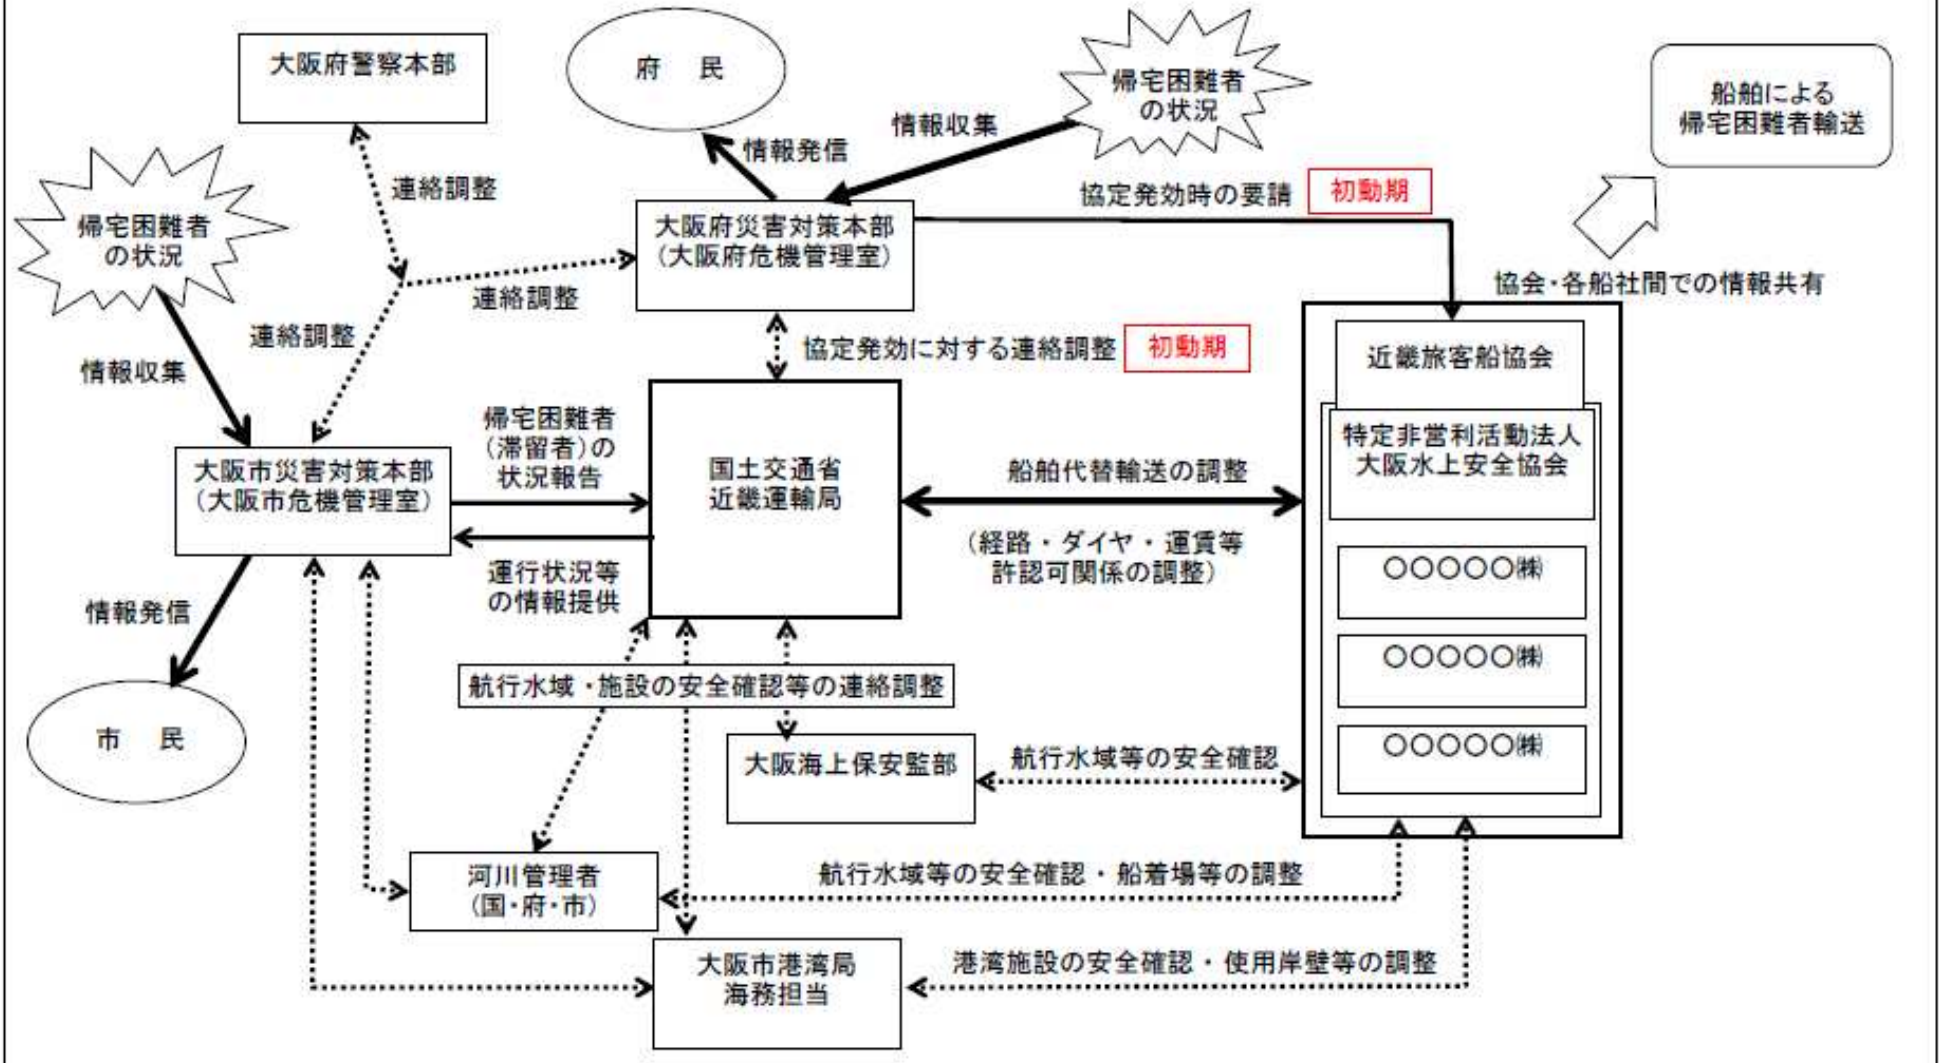 大阪府警察本部
府　民
帰宅困難者
の状況
船舶による
帰宅困難者輸送
情報収集
情報発信
連絡調整
協定発効時の要請
初動期
帰宅困難者
の状況
大阪府災害対策本部
（大阪府危機管理室）
連絡調整
協会・各船社間での情報共有
連絡調整
協定発効に対する連絡調整
初動期
近畿旅客船協会
情報収集
帰宅困難者
（滞留者）の
状況報告
特定非営利活動法人
大阪水上安全協会
大阪市災害対策本部
（大阪市危機管理室）
国土交通省
近畿運輸局
船舶代替輸送の調整
（経路・ダイヤ・運賃等
許認可関係の調整）
運行状況等
の情報提供
〇〇〇〇〇㈱
情報発信
〇〇〇〇〇㈱
航行水域・施設の安全確認等の連絡調整
市　民
〇〇〇〇〇㈱
大阪海上保安監部
航行水域等の安全確認
河川管理者
（国・府・市）
航行水域等の安全確認・船着場等の調整
大阪市港湾局
海務担当
港湾施設の安全確認・使用岸壁等の調整